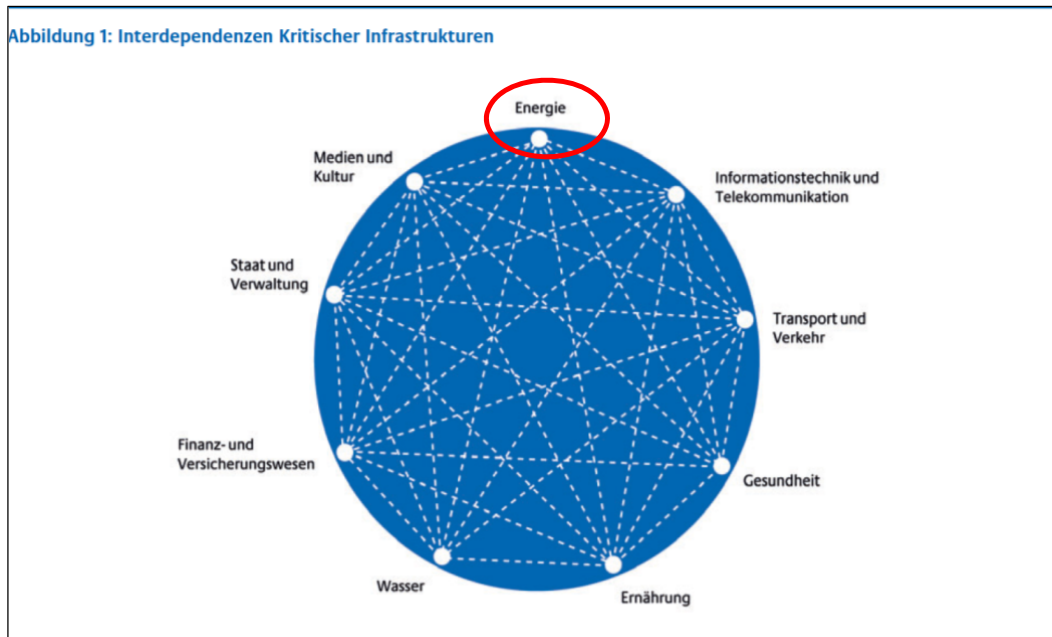 Abbildung 1: Interdependenzen Kritischer Infrastrukturen
Energie
Medien und
Kultur
Informationstechnik und
Telekommunikation
Staat und
Verwaltung
Transport und
Verkehr
Finanz- und
Versicherungswesen
Gesundheit
Wasser
Ernährung